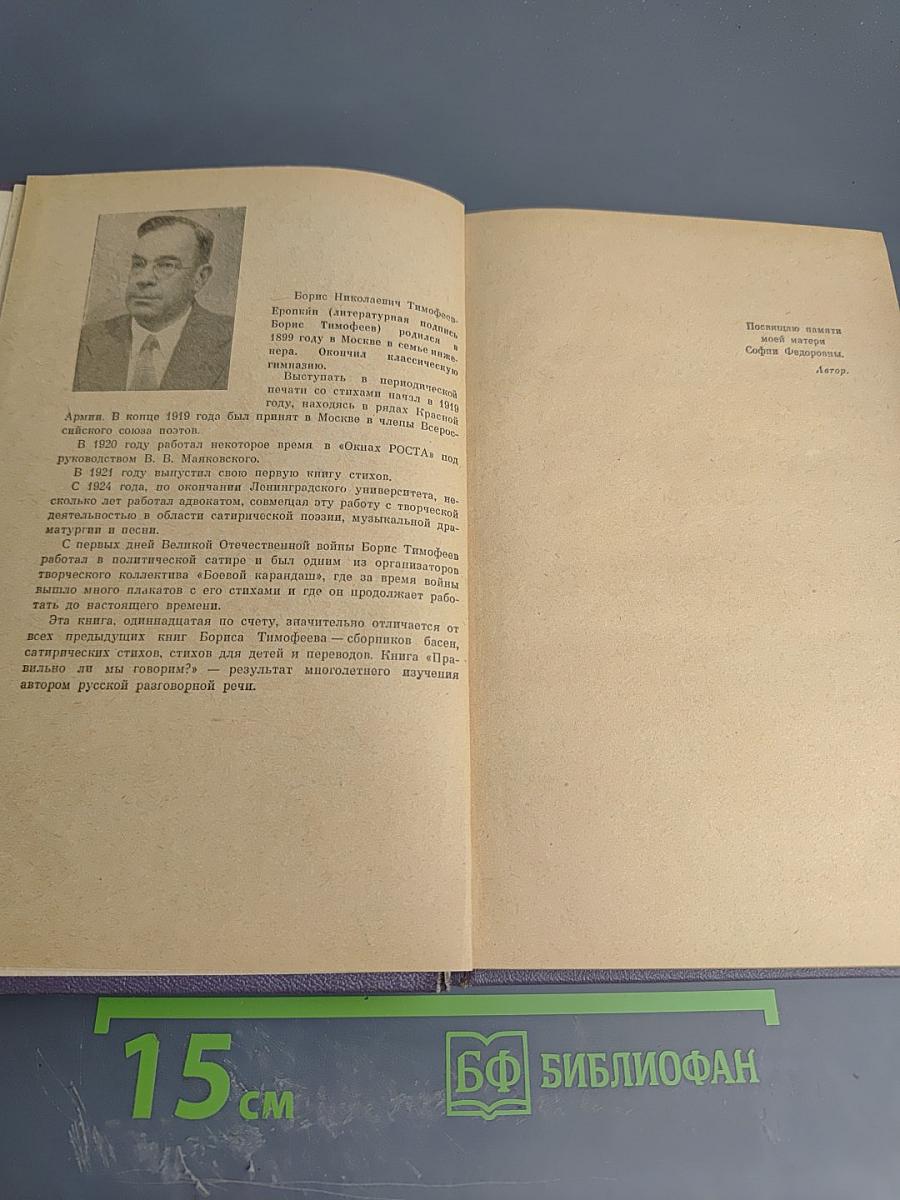 Борис Николаевич Тимофеев-
Еропкин (литературная подпись
Борис Тимофеев) родился в
1899 году в Москве в семье инже-
нера. Окончил классическую
гимназию.
Выступать в периодической
печати со стихами начал в 1919
году, находясь в рядах Красной
Армии. В конце 1919 года был принят в Москве в члены Всерос-
сийского союза поэтов.
В 1920 году работал некоторое время в «Окнах РОСТА» под
руководством В. В. Маяковского.
В 1921 году выпустил свою первую книгу стихов.
С 1924 года, по окончании Ленинградского университета, не-
сколько лет работал адвокатом, совмещая эту работу с творческой
деятельностью в области сатирической поэзии, музыкальной дра-
матургии и песни.
С первых дней Великой Отечественной войны Борис Тимофеев
работал в политической сатире и был одним из организаторов
творческого коллектива «Боевой карандаш», где за время войны
вышло много плакатов с его стихами и где он продолжает рабо-
тать до настоящего времени.
Эта книга, одиннадцатая по счету, значительно отличается от
всех предыдущих книг Бориса Тимофеева — сборников басен,
сатирических стихов, стихов для детей и переводов. Книга «Пра-
вильно ли мы говорим?» — результат многолетнего изучения
автором русской разговорной речи.
Посвящаю памяти
моей матери
Софии Федоровны.
Автор.
15 см
БФ БИБЛИОФАН